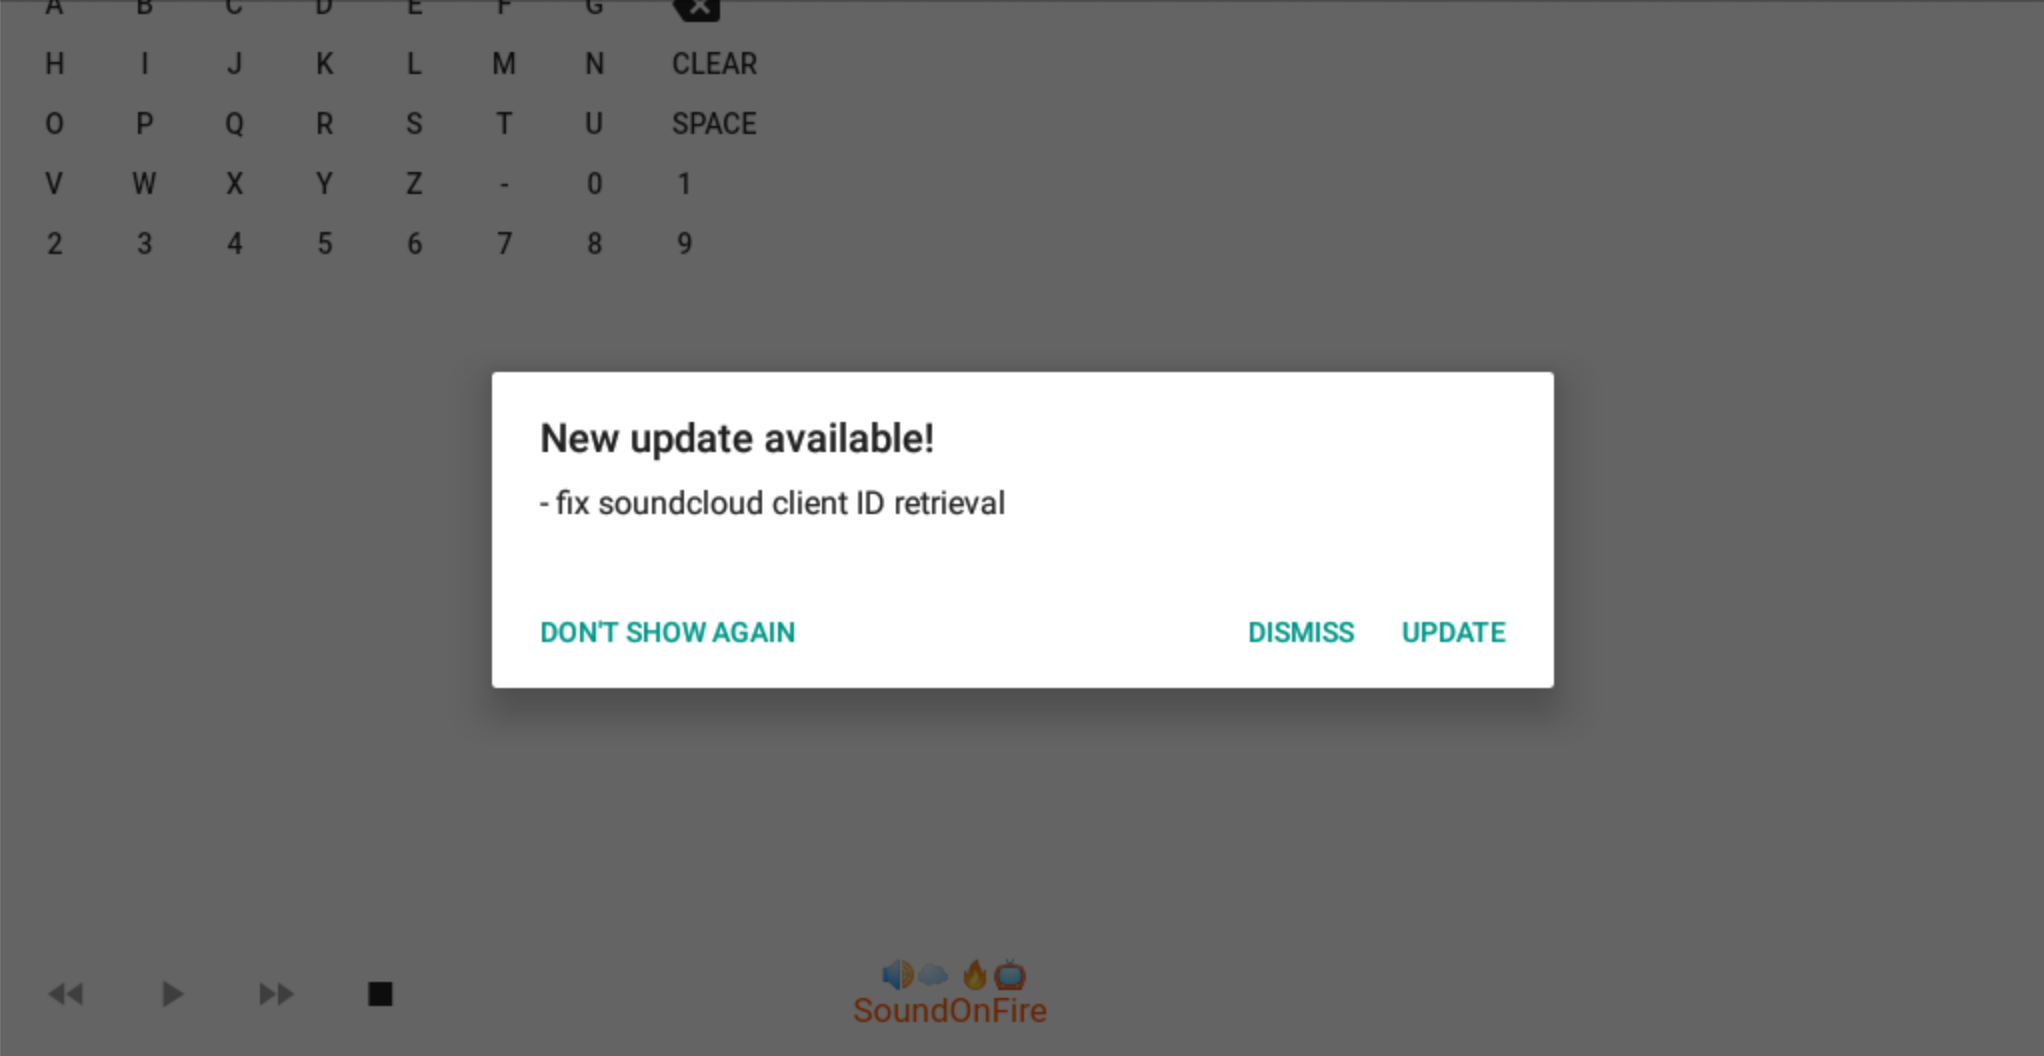 A B C D E F G
H I J K L M N CLEAR
O P Q R S T U SPACE
V W X Y Z - 0 1
2 3 4 5 6 7 8 9
New update available!
- fix soundcloud client ID retrieval
DON'T SHOW AGAIN DISMISS UPDATE
SoundOnFire